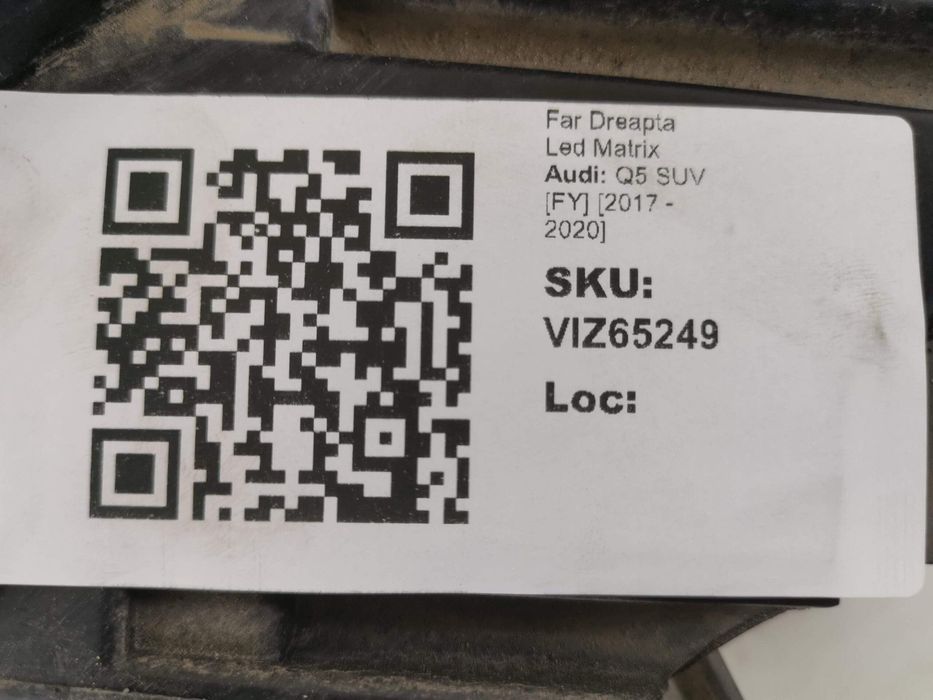 Far Dreapta
Led Matrix
Audi: Q5 SUV
[FY] [2017 -
2020]
SKU:
VIZ65249
Loc: